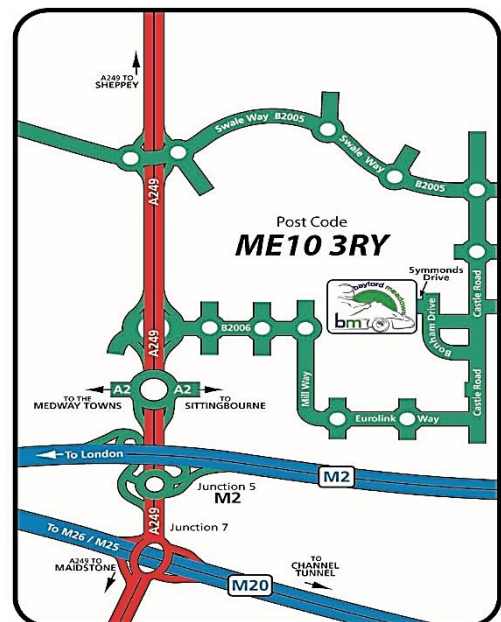 A249 TO
SHEPPEY
Swale Way B2005
Swale Way
B2005
A249
Post Code
ME10 3RY
Symmonds
Drive
bayford meadows
bm
Bonham Drive
Castle Road
A249
B2006
Mill Way
A2
A2
TO THE
MEDWAY TOWNS
TO
SITTINGBOURNE
Eurolink Way
Castle Road
To London
M2
Junction 5
M2
A249
Junction 7
To M26 / M25
A249 TO
MAIDSTONE
M20
TO
CHANNEL
TUNNEL